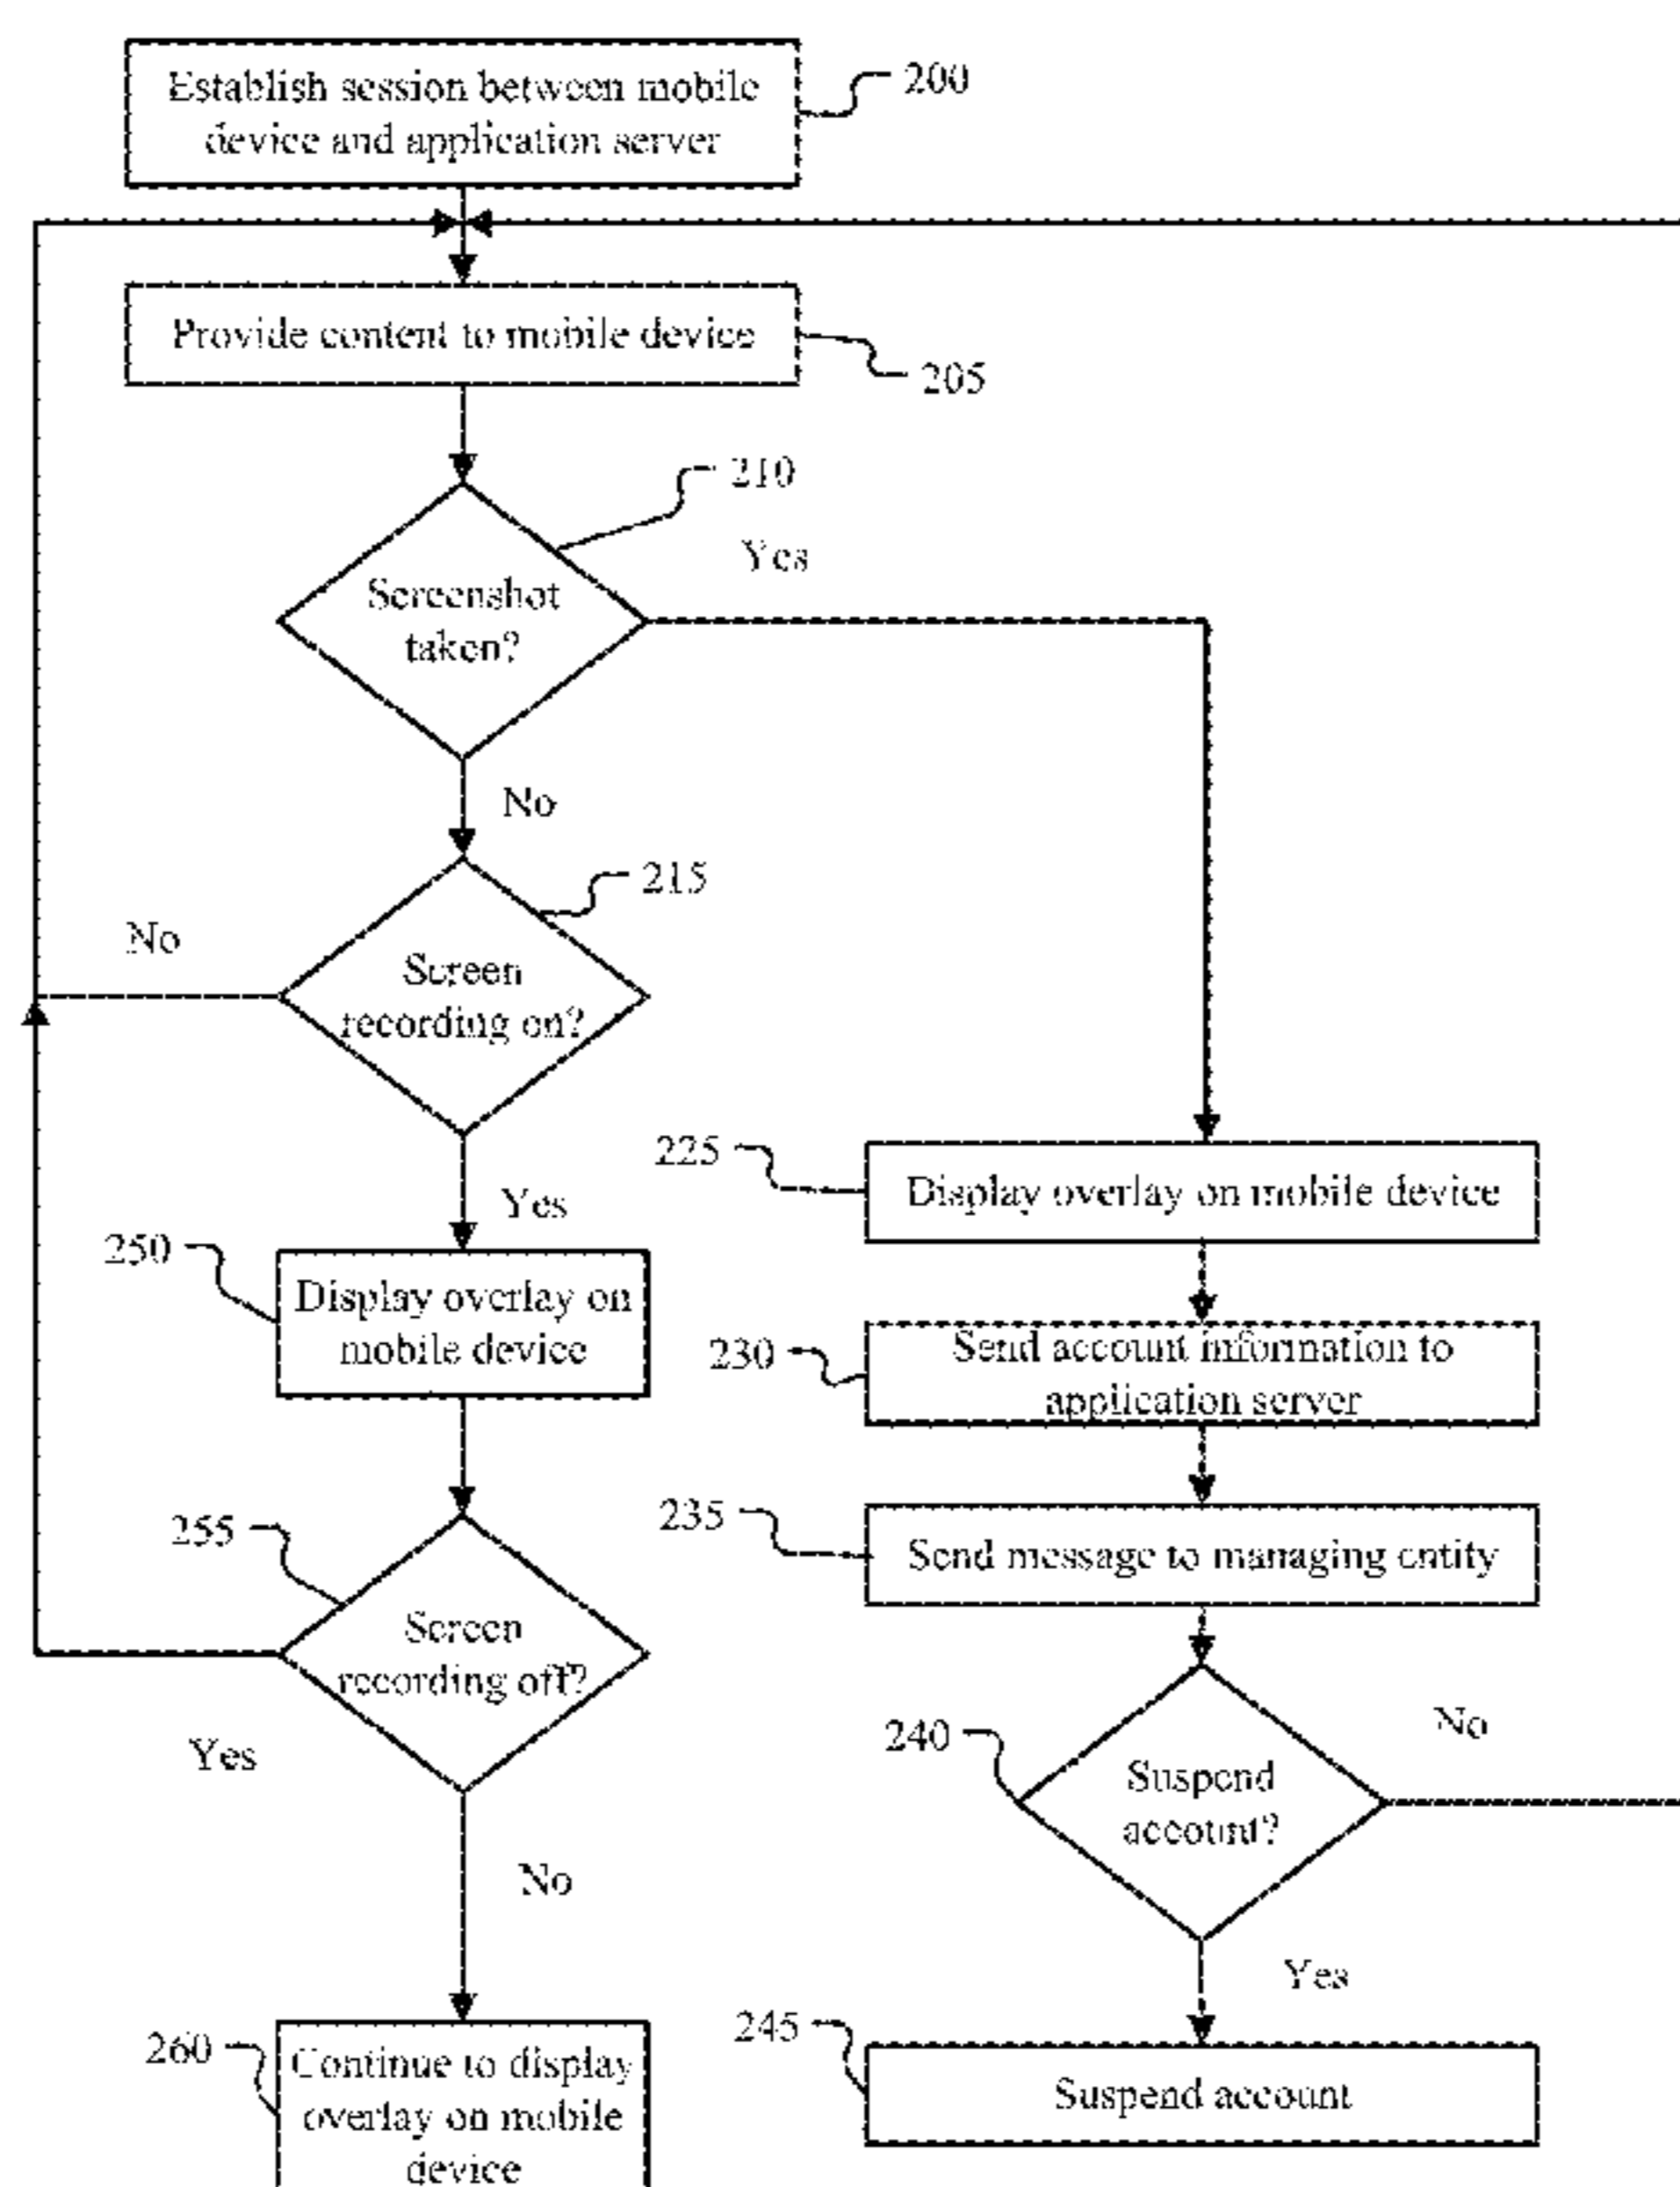 Establish session between mobile
device and application server
200
Provide content to mobile device
205
210
Yes
Screenshot
taken?
No
215
No
Screen
recording on?
Yes
225
Display overlay on mobile device
250
Display overlay on
mobile device
230
Send account information to
application server
235
Send message to managing entity
255
Screen
recording off?
Yes
No
240
Suspend
account?
No
Yes
245
Suspend account
260
Continue to display
overlay on mobile
device